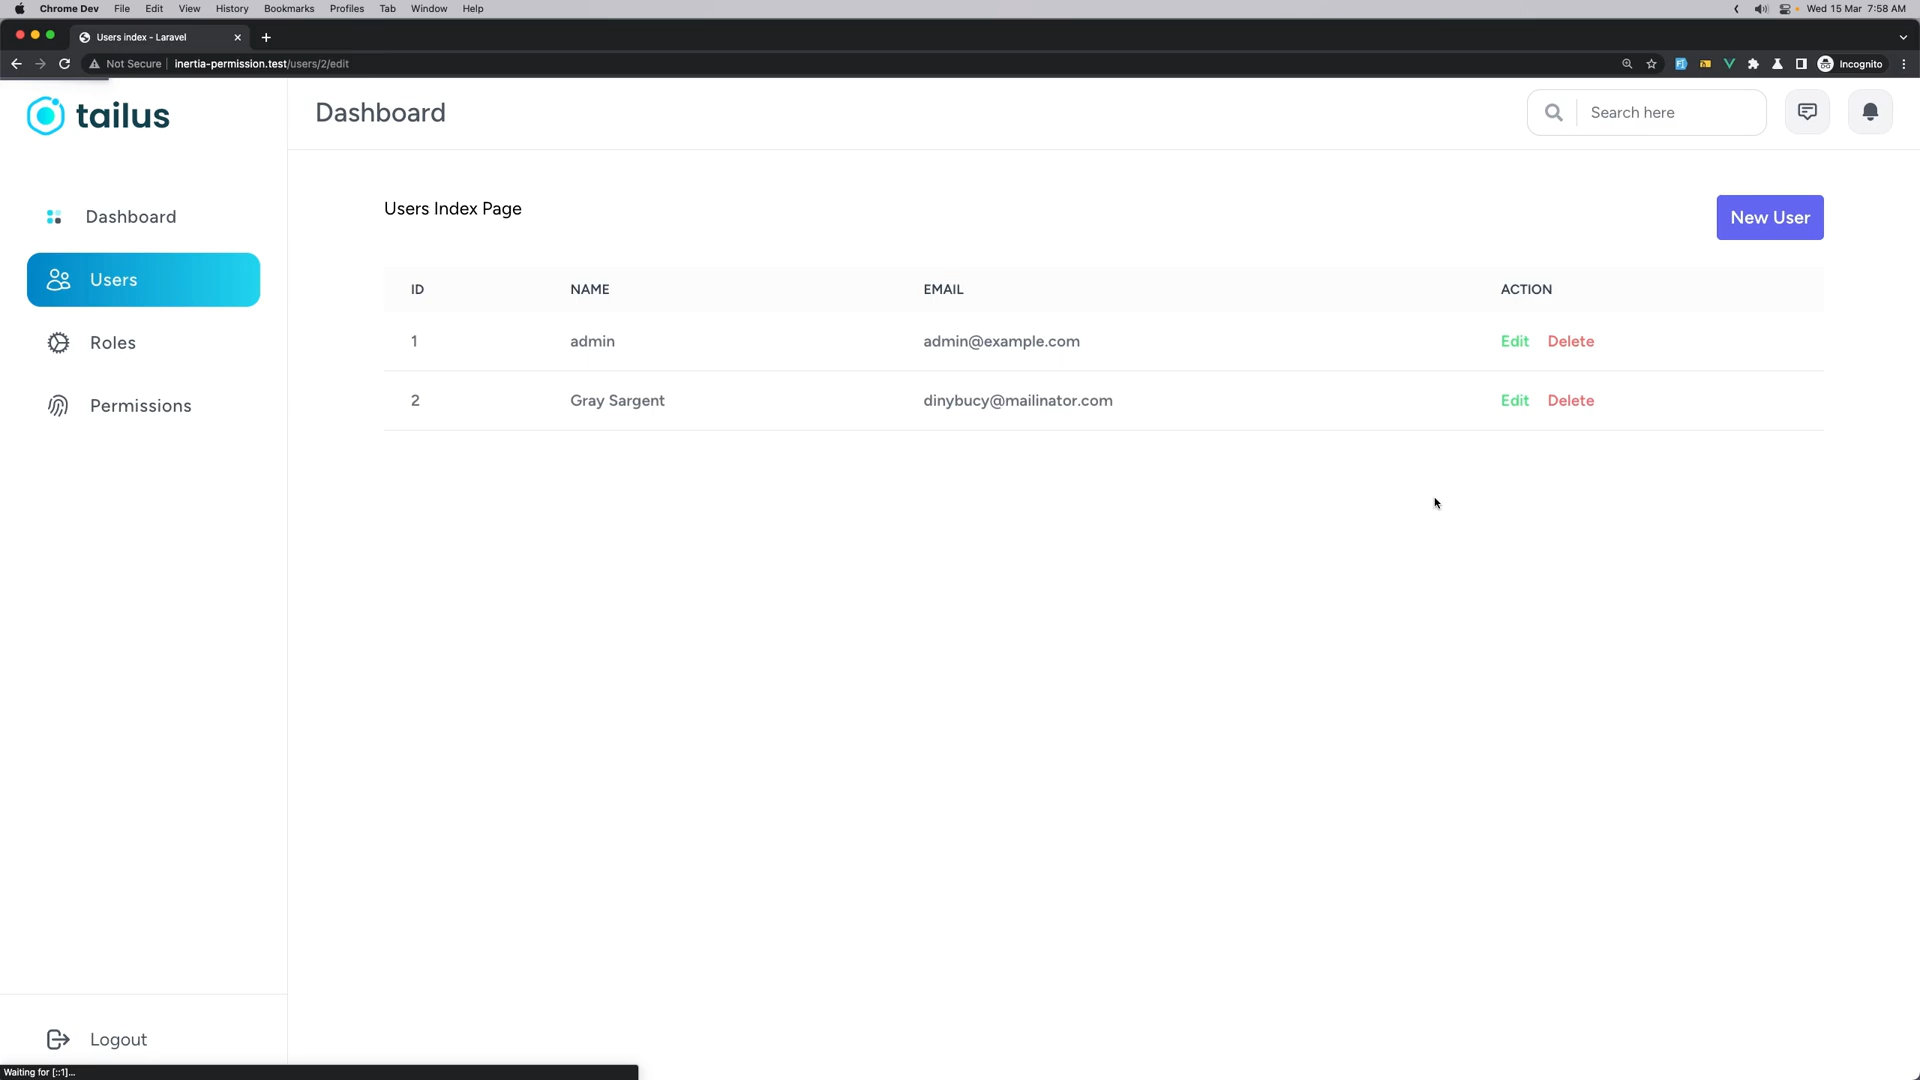 Chrome Dev File Edit View History Bookmarks Profiles Tab Window Help Wed 15 Mar 7:58 AM
Users index - Laravel
Not Secure inertia-permission.test/users/2/edit Incognito
tailus
Dashboard
Search here
Dashboard
Users
Roles
Permissions
Logout
Users Index Page
New User
ID NAME EMAIL ACTION
1 admin admin@example.com Edit Delete
2 Gray Sargent dinybucy@mailinator.com Edit Delete
Waiting for [::1]...